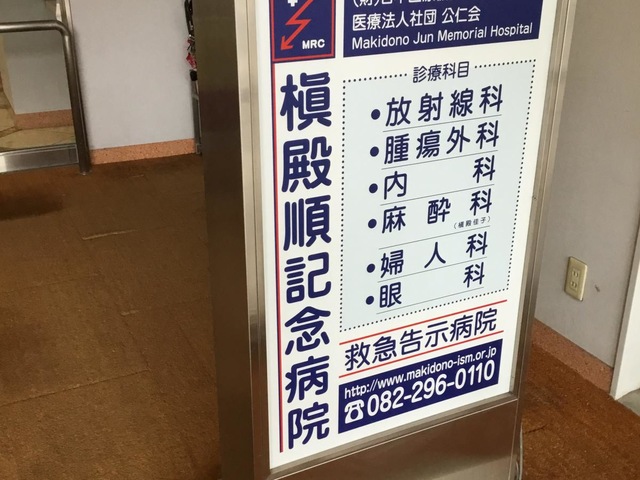 MRC
医療法人社団 公仁会
Makidono Jun Memorial Hospital
槇殿順記念病院
診療科目
•放射線科
•腫瘍外科
•内科
•麻酔科
(槇殿佳子)
•婦人科
•眼科
救急告示病院
http://www.makidono-ism.or.jp
☎082-296-0110